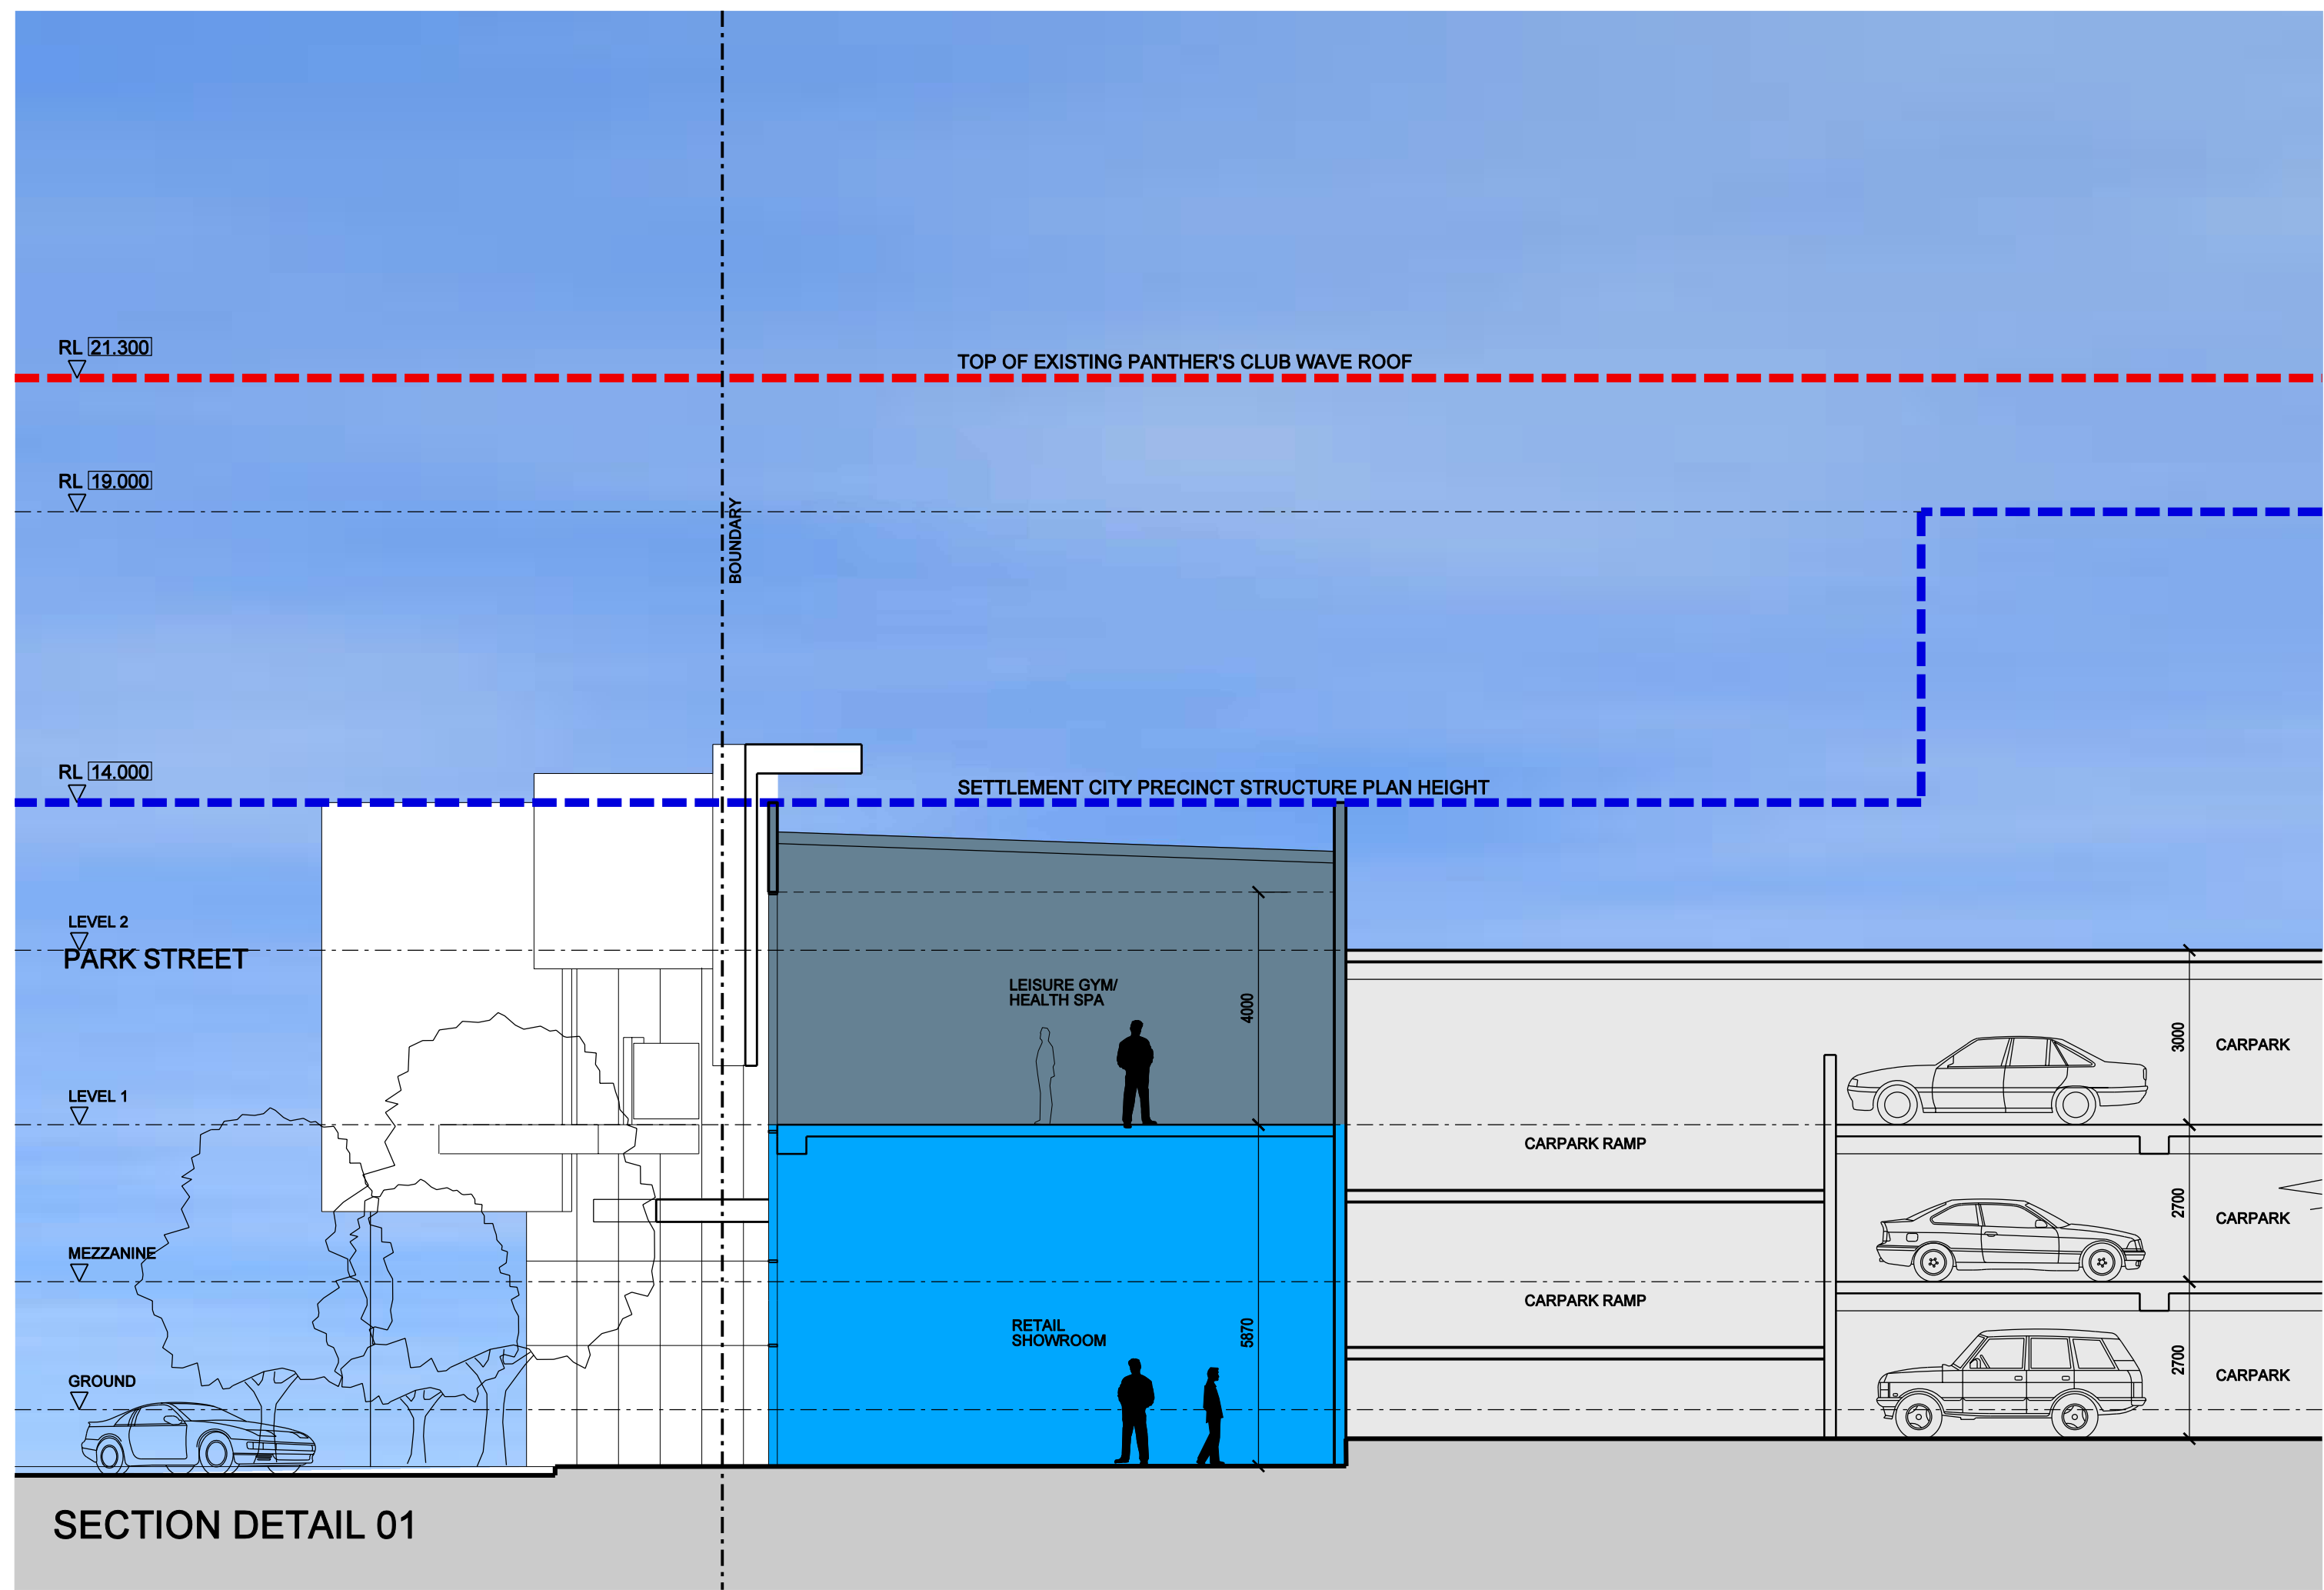 RL 21.300
TOP OF EXISTING PANTHER'S CLUB WAVE ROOF
RL 19.000
BOUNDARY
RL 14.000
SETTLEMENT CITY PRECINCT STRUCTURE PLAN HEIGHT
LEVEL 2
PARK STREET
LEISURE GYM/
HEALTH SPA
4000
3000
CARPARK
LEVEL 1
CARPARK RAMP
2700
CARPARK
MEZZANINE
CARPARK RAMP
RETAIL
SHOWROOM
5870
2700
CARPARK
GROUND
SECTION DETAIL 01